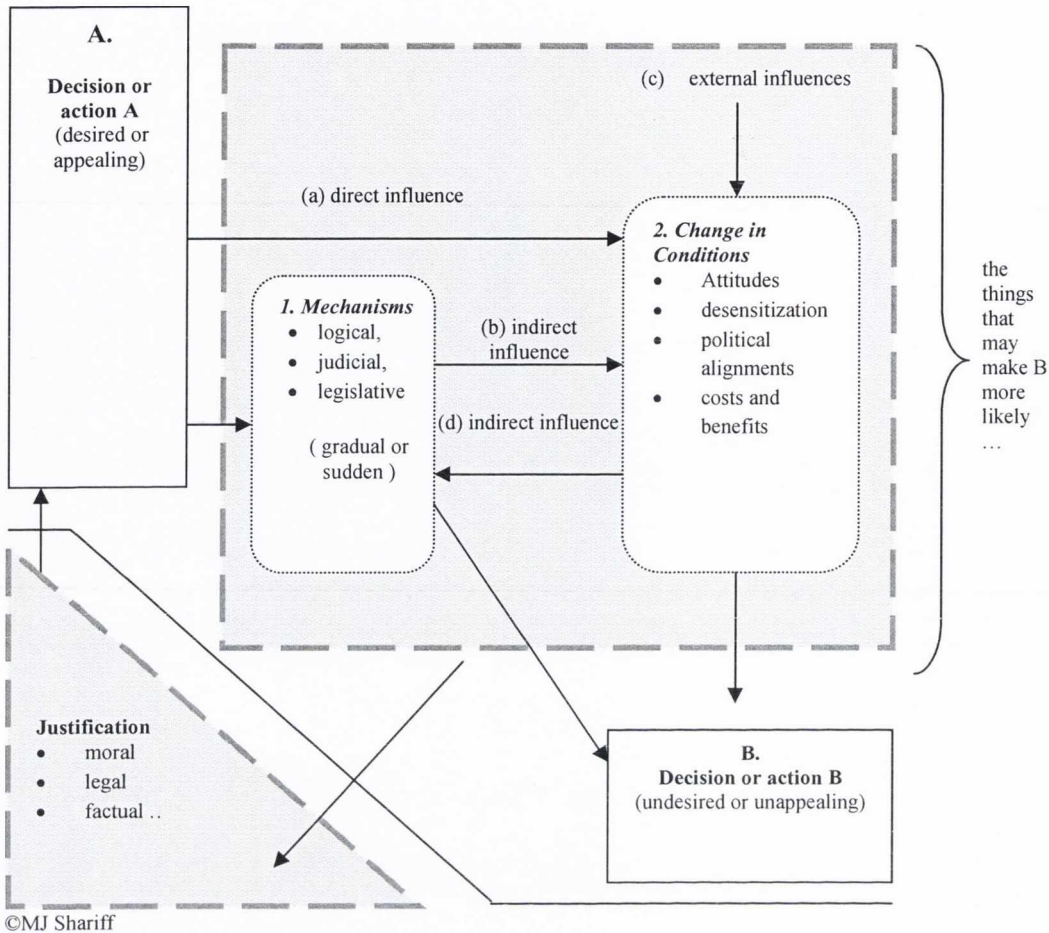 A.
Decision or
action A
(desired or
appealing)
(c) external influences
(a) direct influence
2. Change in
Conditions
• Attitudes
• desensitization
• political
alignments
• costs and
benefits
1. Mechanisms
• logical,
• judicial,
• legislative
( gradual or
sudden )
(b) indirect
influence
(d) indirect influence
the
things
that
may
make B
more
likely
...
Justification
• moral
• legal
• factual ..
B.
Decision or action B
(undesired or unappealing)
©MJ Shariff